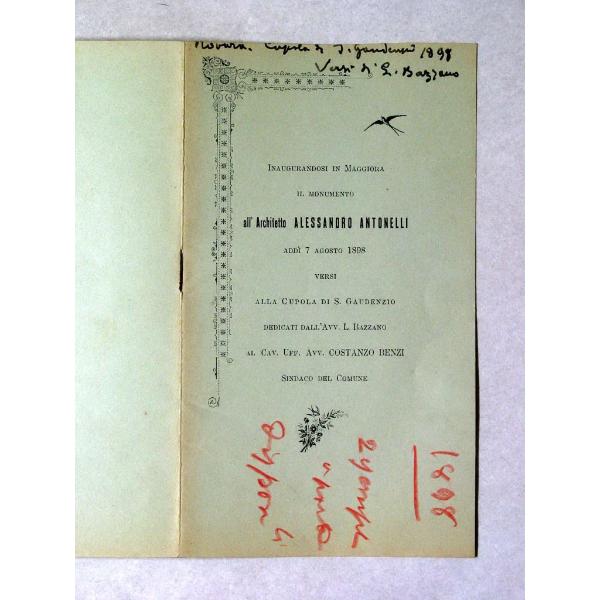 Novara. Cupola di S. Gaudenzio 1898
Versi di L. Bazzano
INAUGURANDOSI IN MAGGIORA
IL MONUMENTO
all'Architetto ALESSANDRO ANTONELLI
ADDÌ 7 AGOSTO 1898
VERSI
ALLA CUPOLA DI S. GAUDENZIO
DEDICATI DALL'AVV. L. BAZZANO
AL CAV. UFF. AVV. COSTANZO BENZI
SINDACO DEL COMUNE
1898